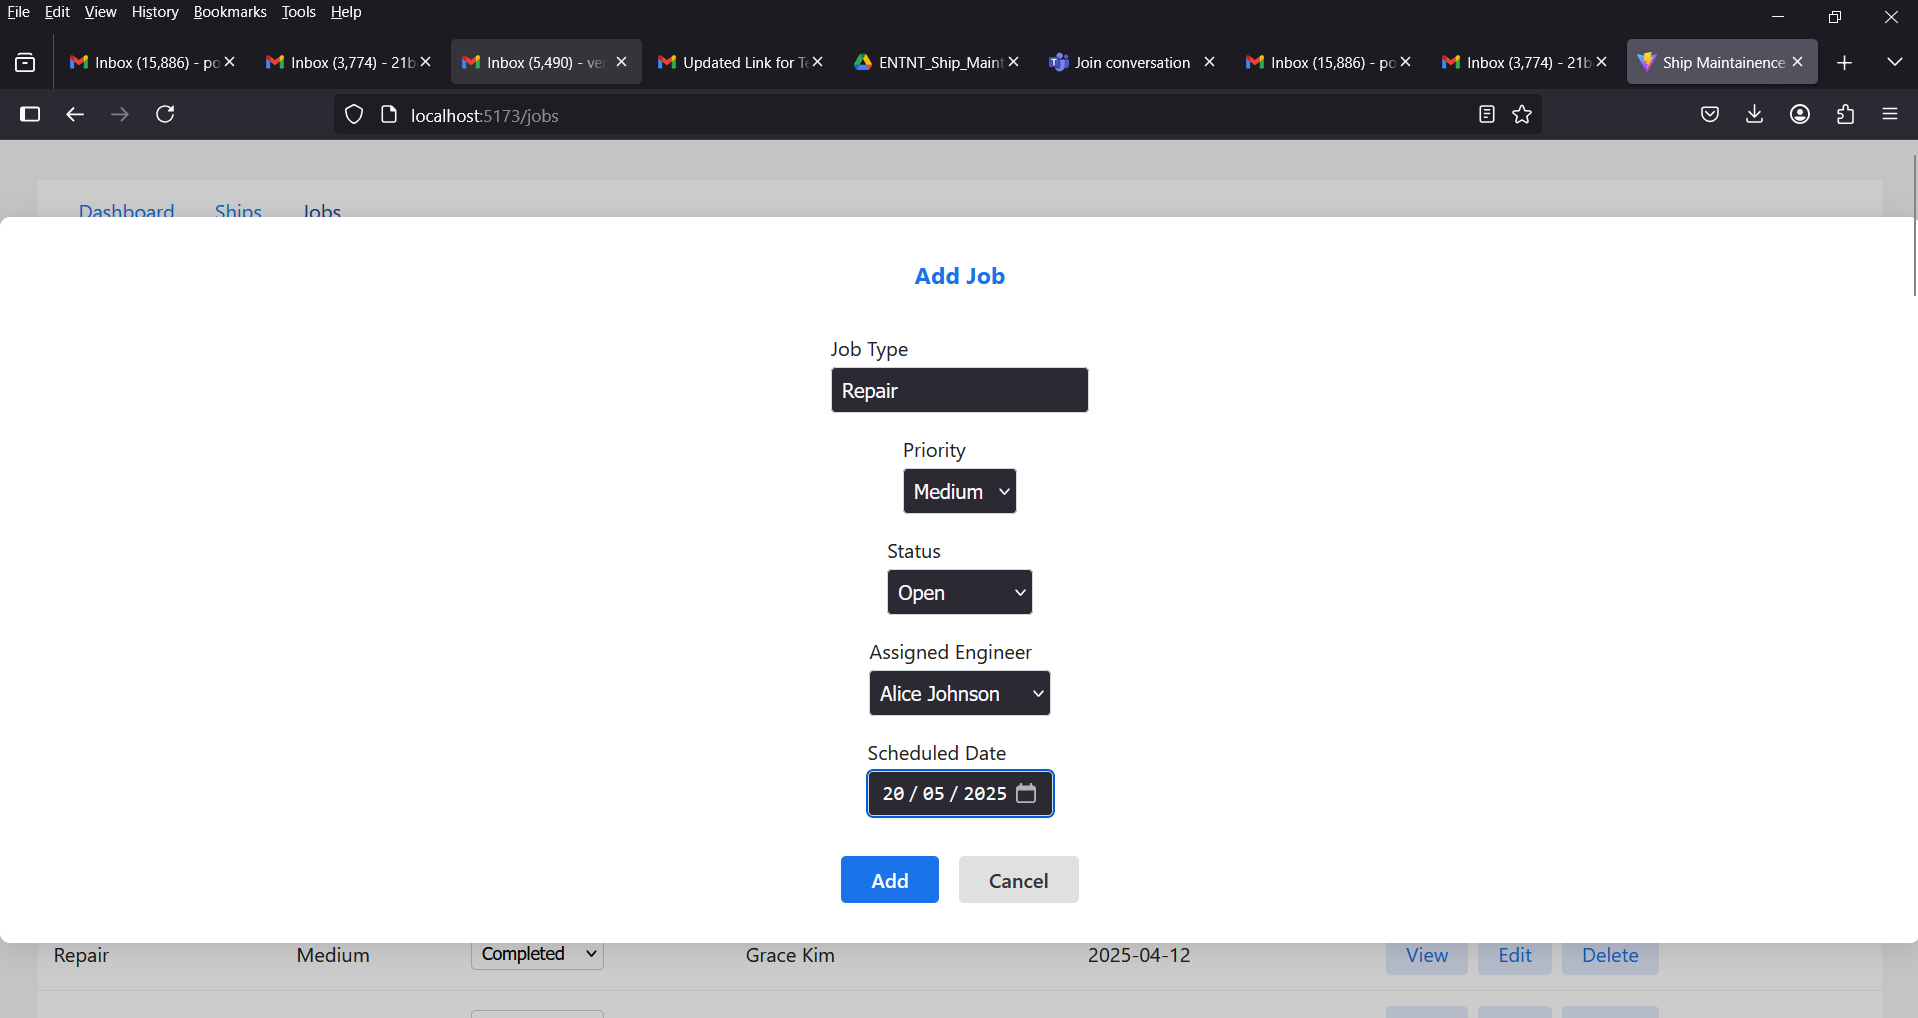 File Edit View History Bookmarks Tools Help
Inbox (15,886) - po Inbox (3,774) - 21b Inbox (5,490) - ve Updated Link for Te ENTNT_Ship_Maint Join conversation Inbox (15,886) - po Inbox (3,774) - 21b Ship Maintainence
localhost:5173/jobs
Dashboard Ships Jobs
Add Job
Job Type
Repair
Priority
Medium
Status
Open
Assigned Engineer
Alice Johnson
Scheduled Date
20 / 05 / 2025
Add Cancel
Repair Medium Completed Grace Kim 2025-04-12 View Edit Delete